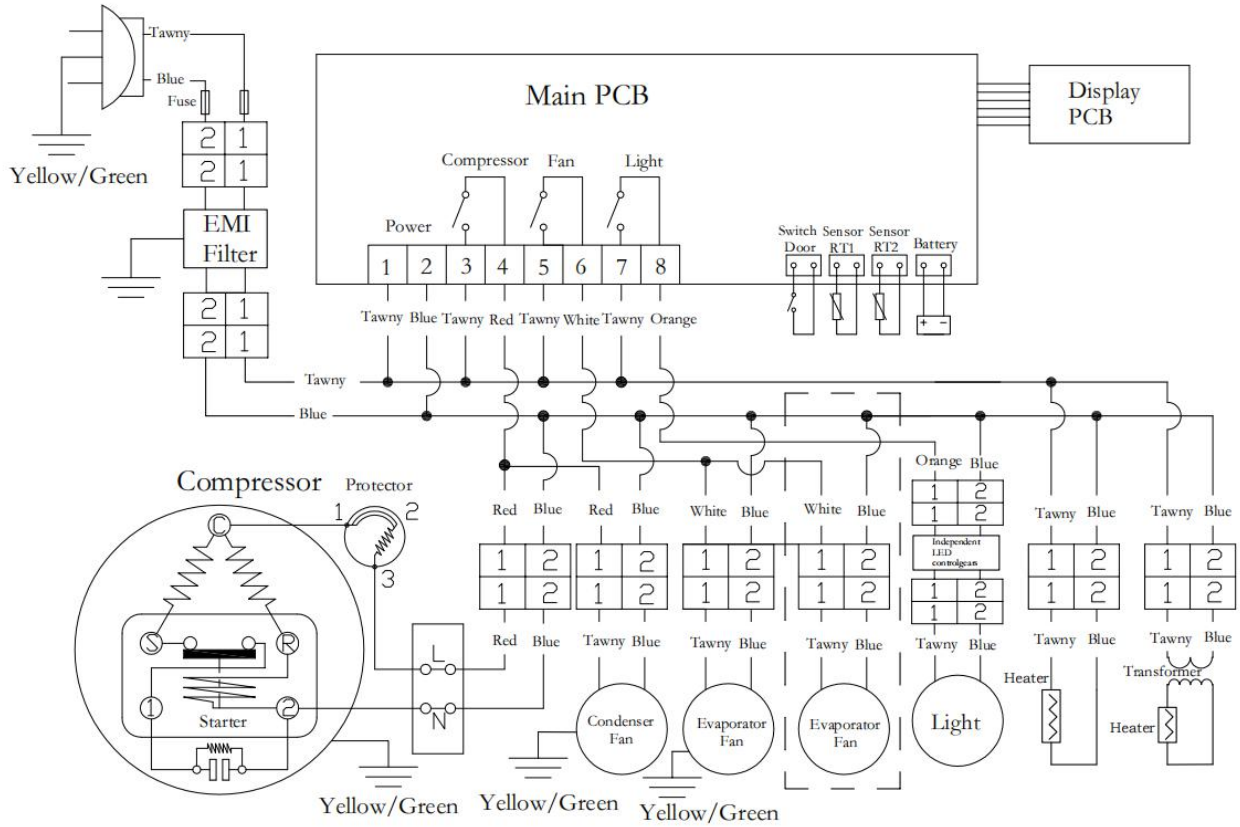 Tawny
Blue
Fuse
2 1
2 1
Yellow/Green
EMI
Filter
2 1
2 1
Main PCB
Display
PCB
Compressor Fan Light
Power
1 2 3 4 5 6 7 8
Switch Sensor Sensor Battery
Door RT1 RT2
+ -
Tawny Blue Tawny Red Tawny White Tawny Orange
Tawny
Blue
Orange Blue
Compressor
Protector
1 2
3
C
S R
1 2
Starter
L
N
Yellow/Green
Red Blue Red Blue White Blue White Blue Tawny Blue Tawny Blue
1 2 1 2 1 2 1 2 1 2 1 2 1 2
1 2 1 2 1 2 1 2 1 2 1 2 1 2
Independent
LED
controlgears
1 2
1 2
Red Blue Tawny Blue Tawny Blue Tawny Blue Tawny Blue Tawny Blue Tawny Blue
Condenser
Fan
Yellow/Green
Evaporator
Fan
Yellow/Green
Evaporator
Fan
Light
Heater
Transformer
Heater